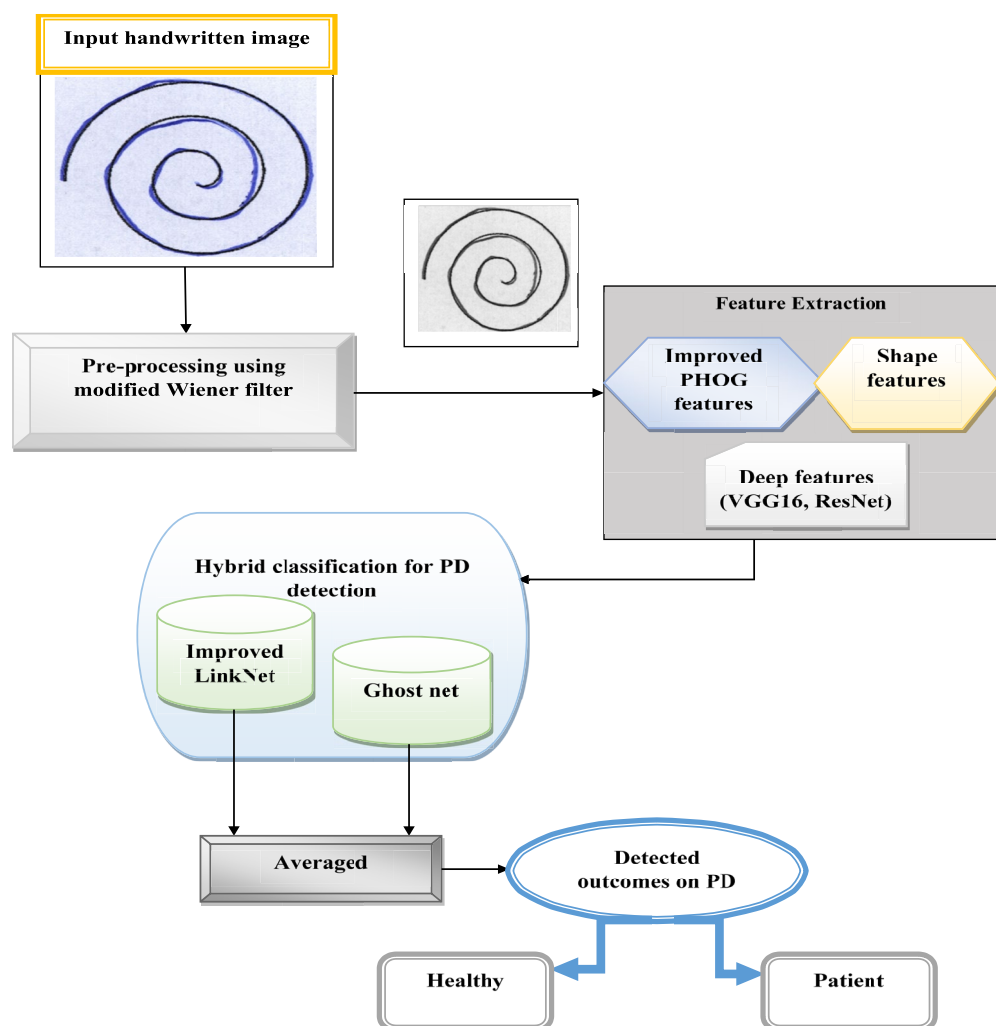 Input handwritten image
Pre-processing using
modified Wiener filter
Feature Extraction
Improved
PHOG
features
Shape
features
Deep features
(VGG16, ResNet)
Hybrid classification for PD
detection
Improved
LinkNet
Ghost net
Averaged
Detected
outcomes on PD
Healthy
Patient